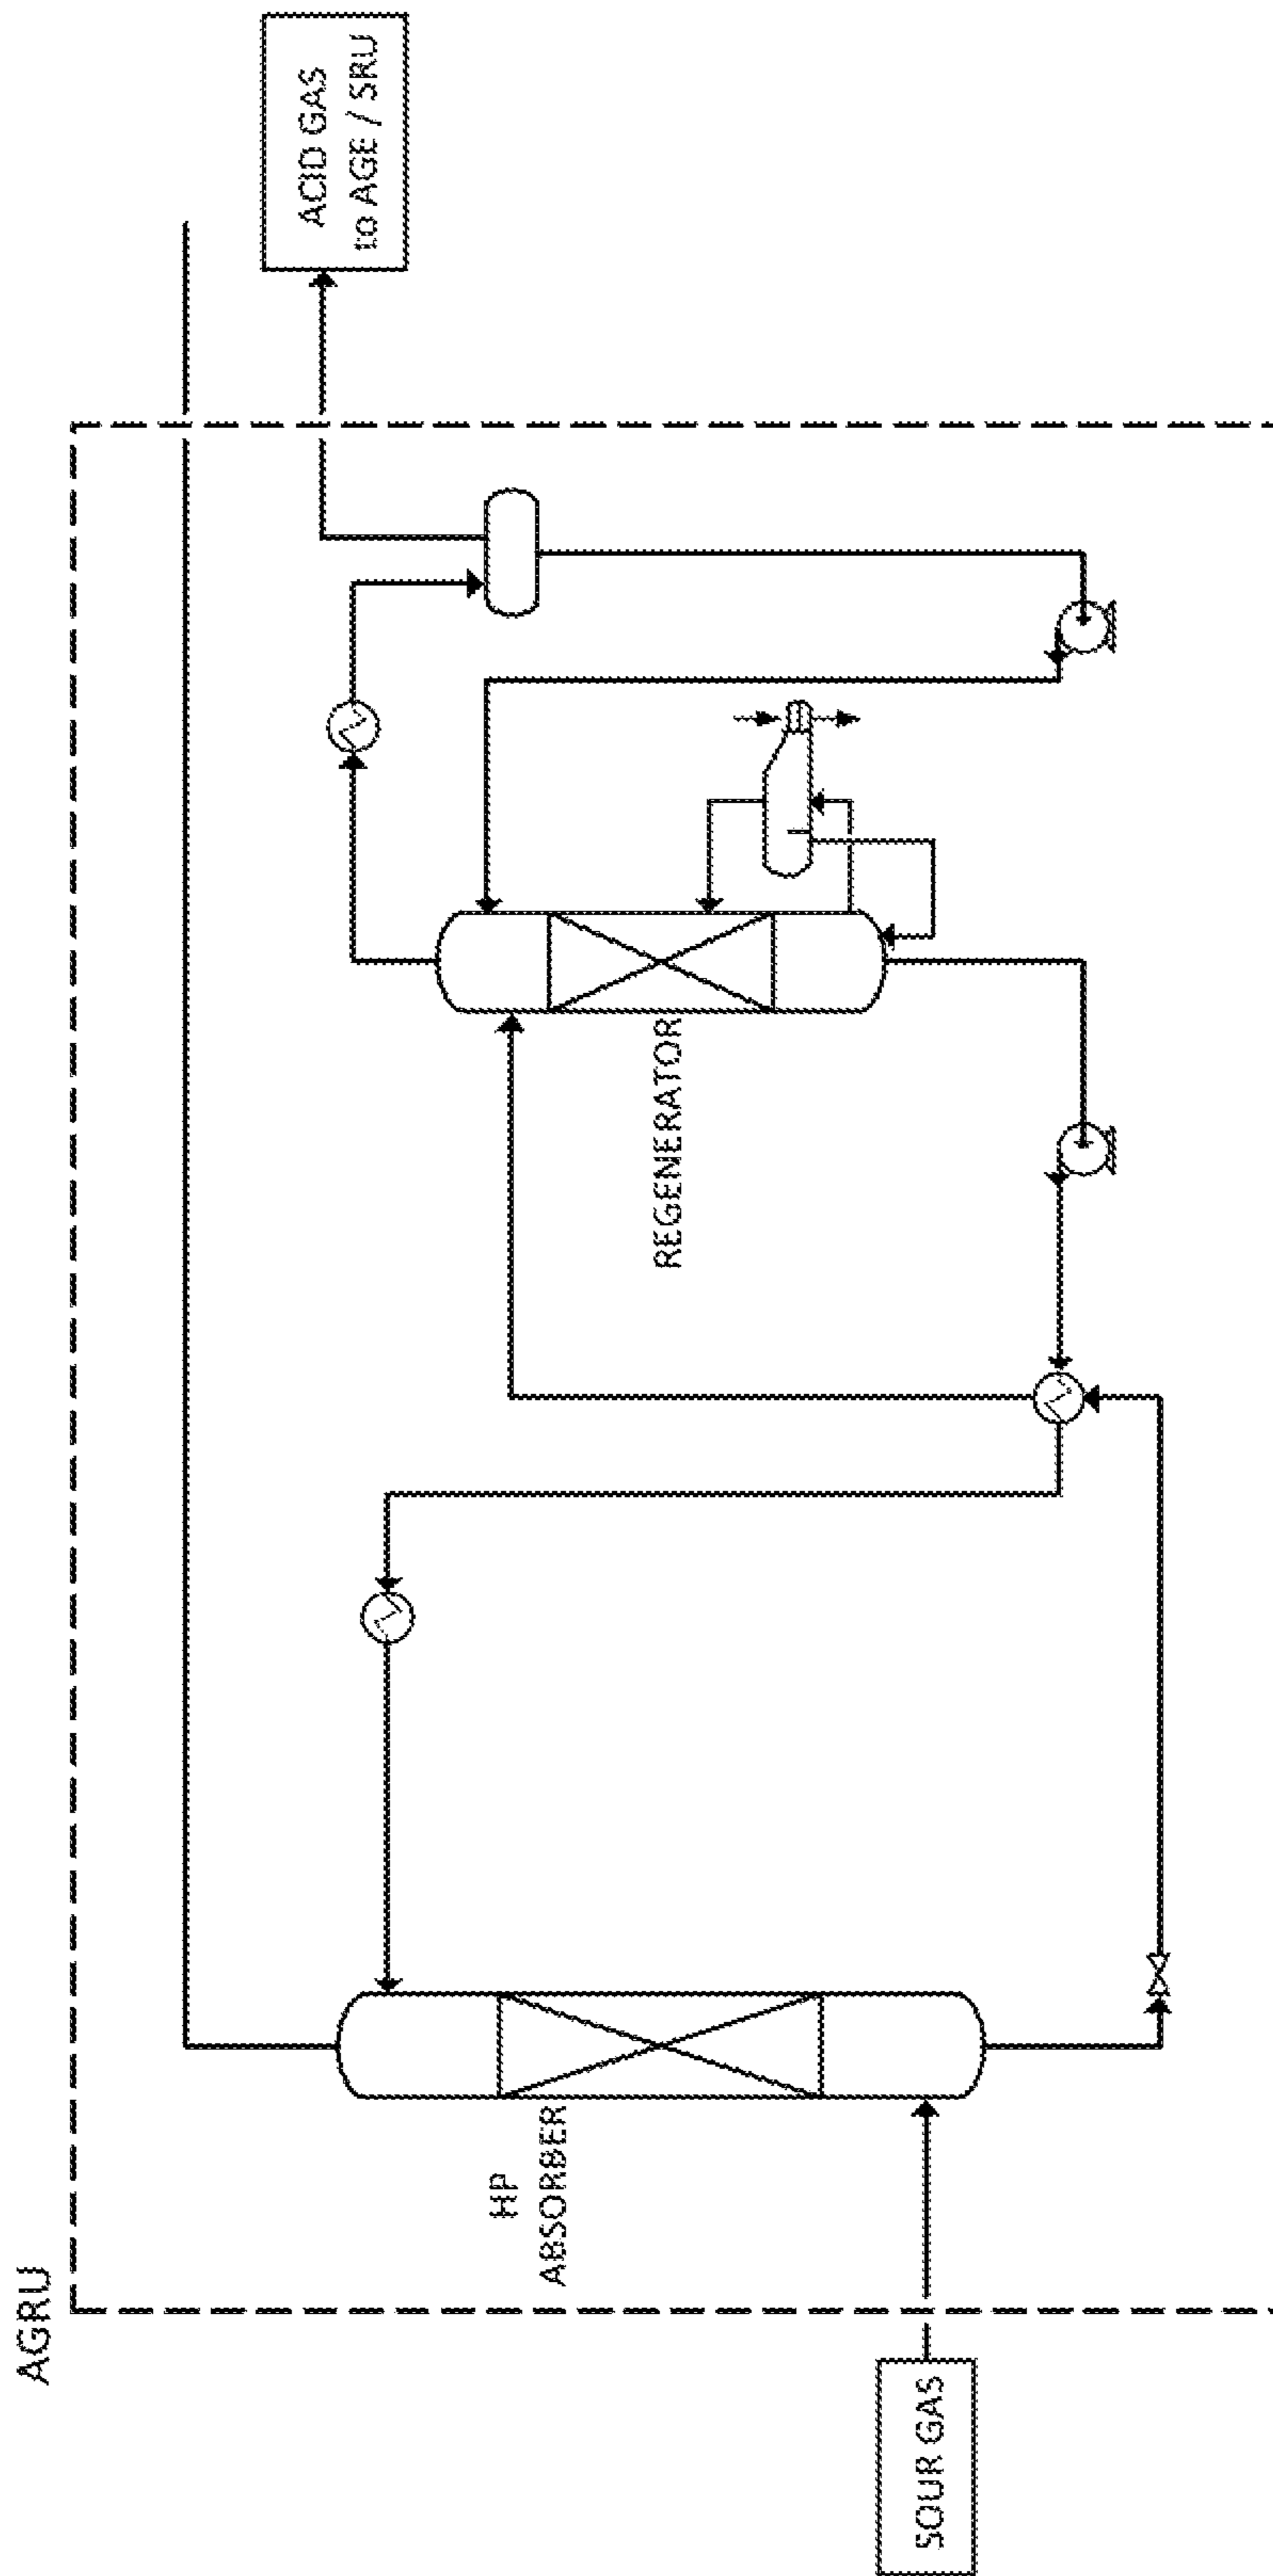 AGRU
SOUR GAS
HP
ABSORBER
REGENERATOR
ACID GAS
to AGE / SRU